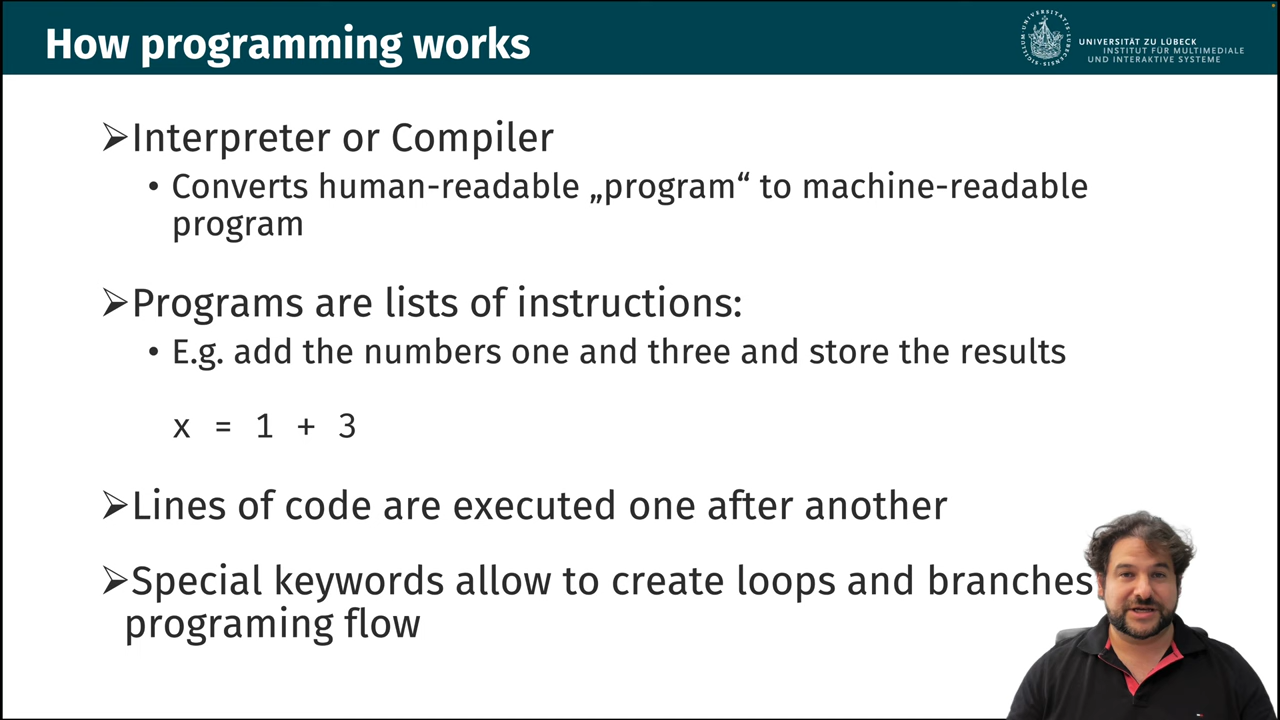 How programming works
UNIVERSITÄT ZU LÜBECK
INSTITUT FÜR MULTIMEDIALE
UND INTERAKTIVE SYSTEME
➢Interpreter or Compiler
• Converts human-readable „program“ to machine-readable
program
➢Programs are lists of instructions:
• E.g. add the numbers one and three and store the results
x = 1 + 3
➢Lines of code are executed one after another
➢Special keywords allow to create loops and branches
programing flow